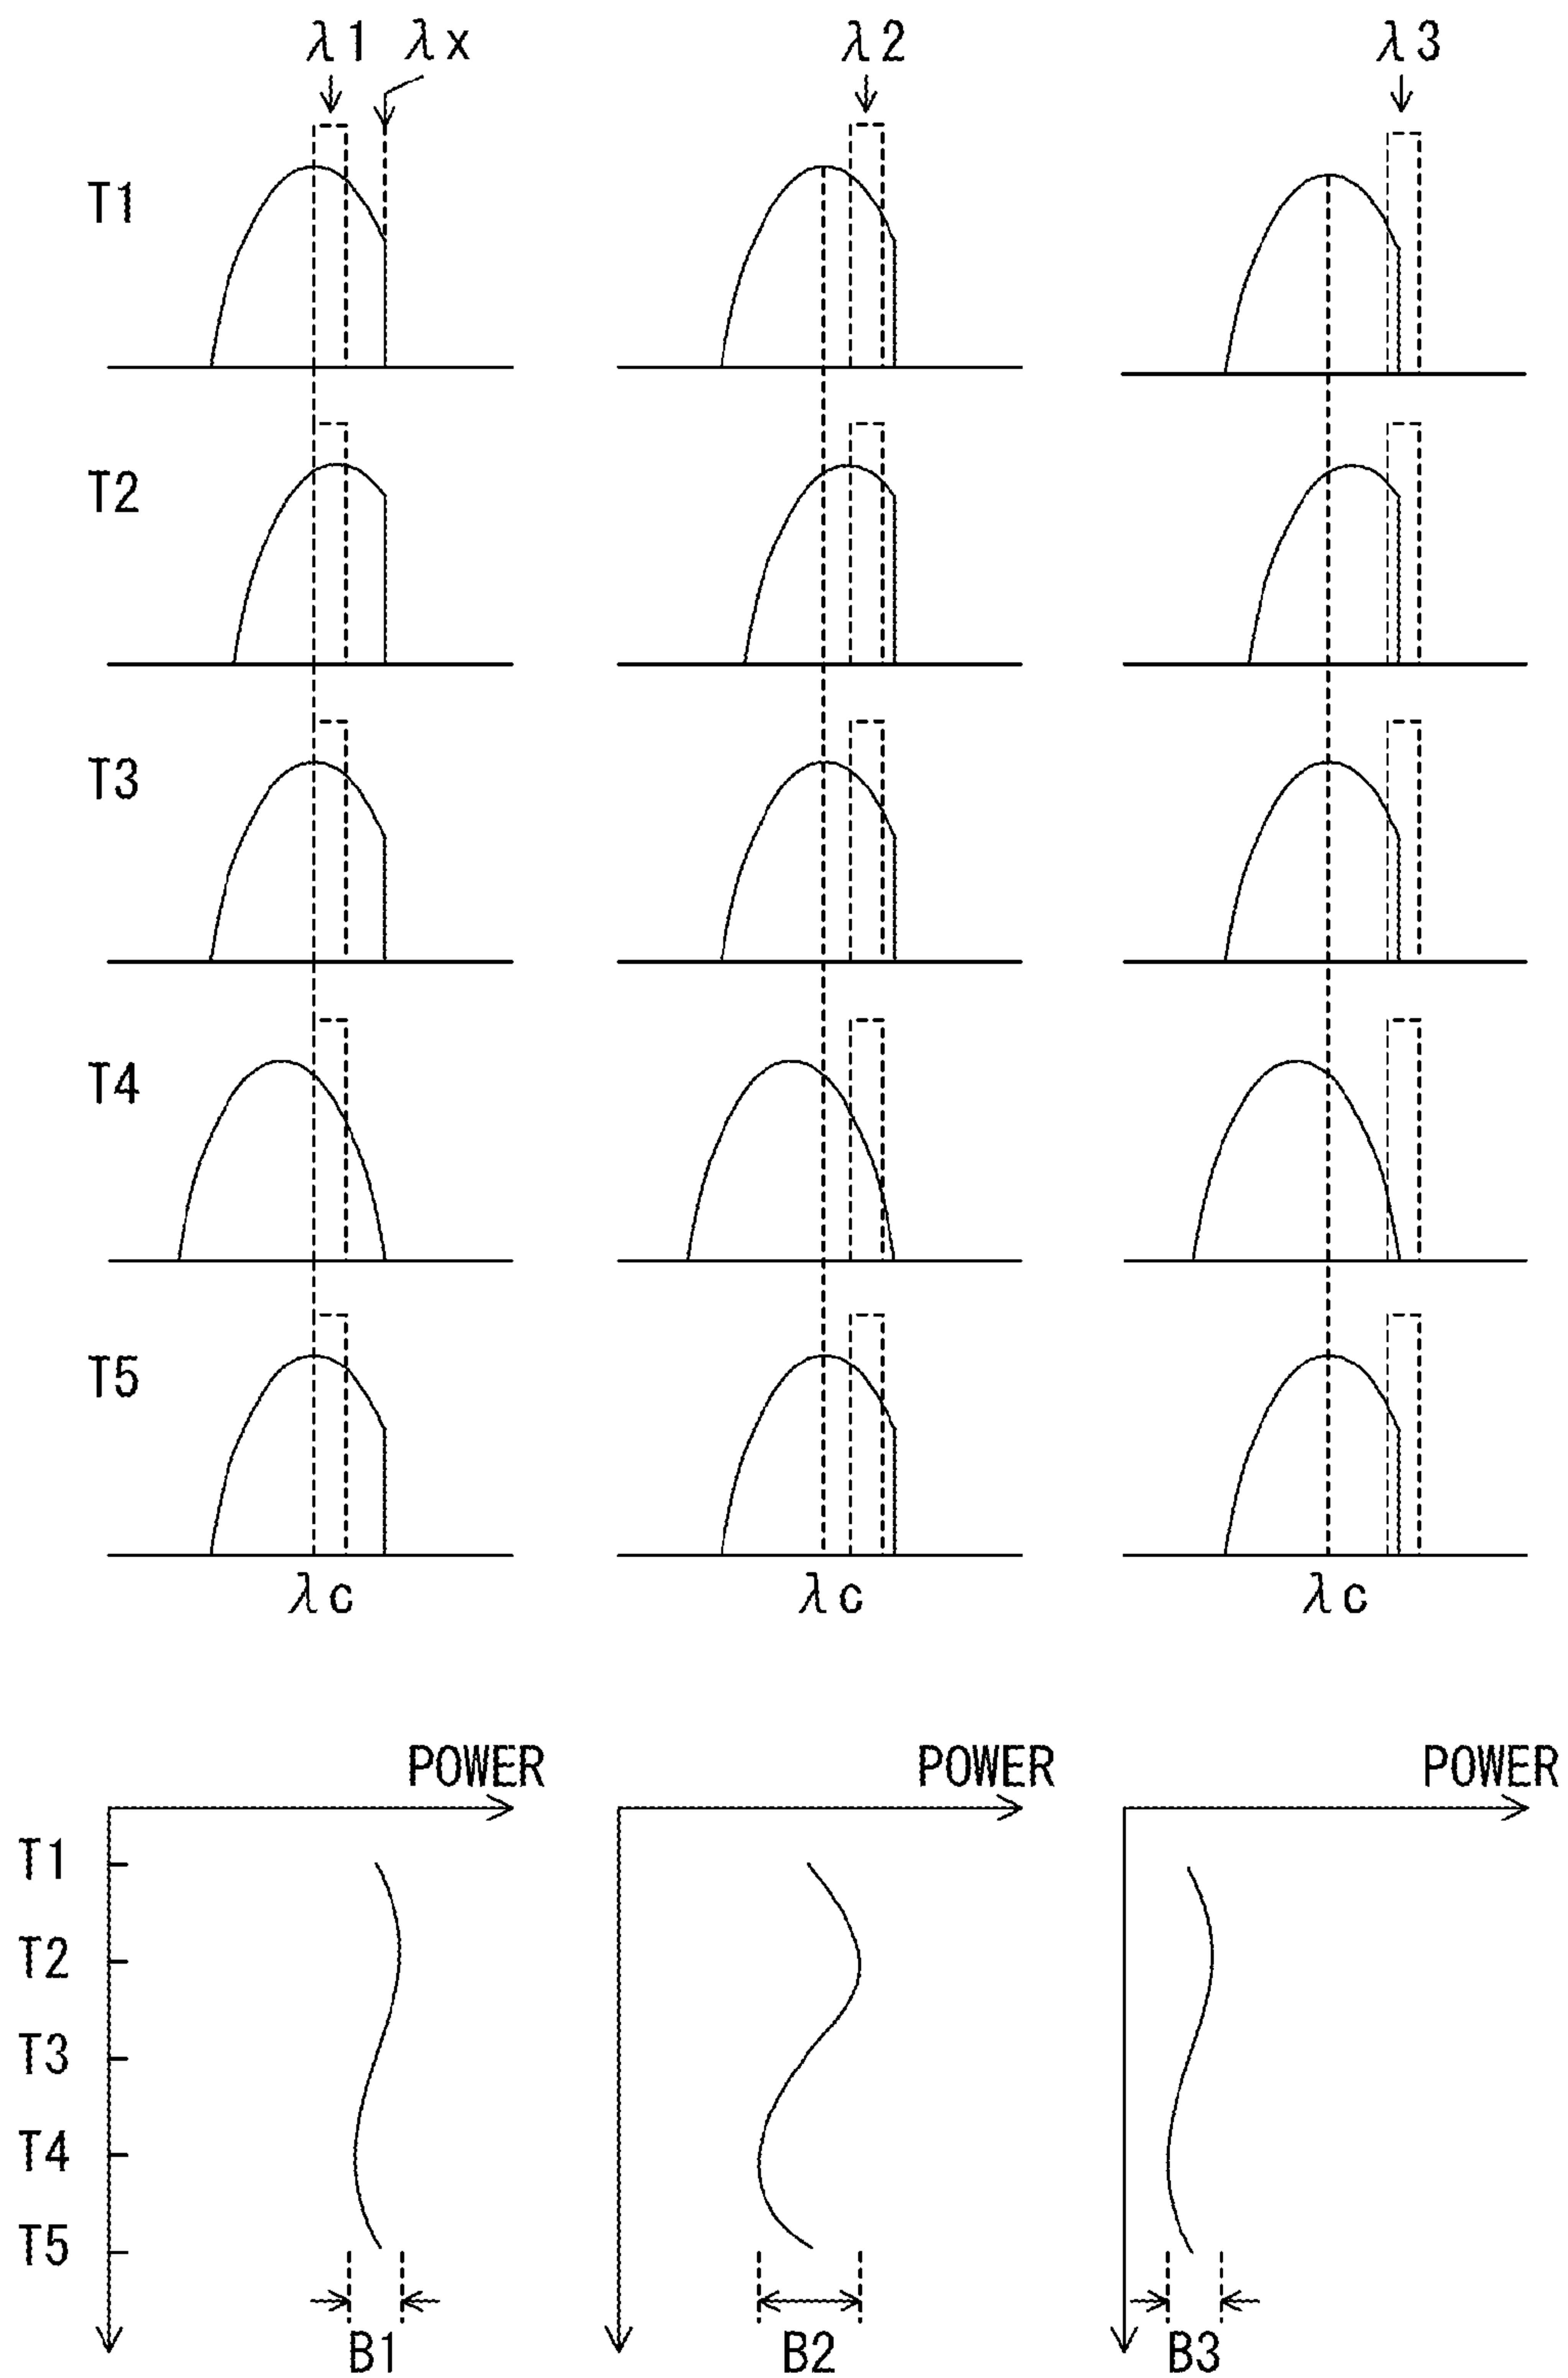 λ1 λx λ2 λ3
T1
T2
T3
T4
T5
λc λc λc
POWER POWER POWER
T1
T2
T3
T4
T5
B1 B2 B3